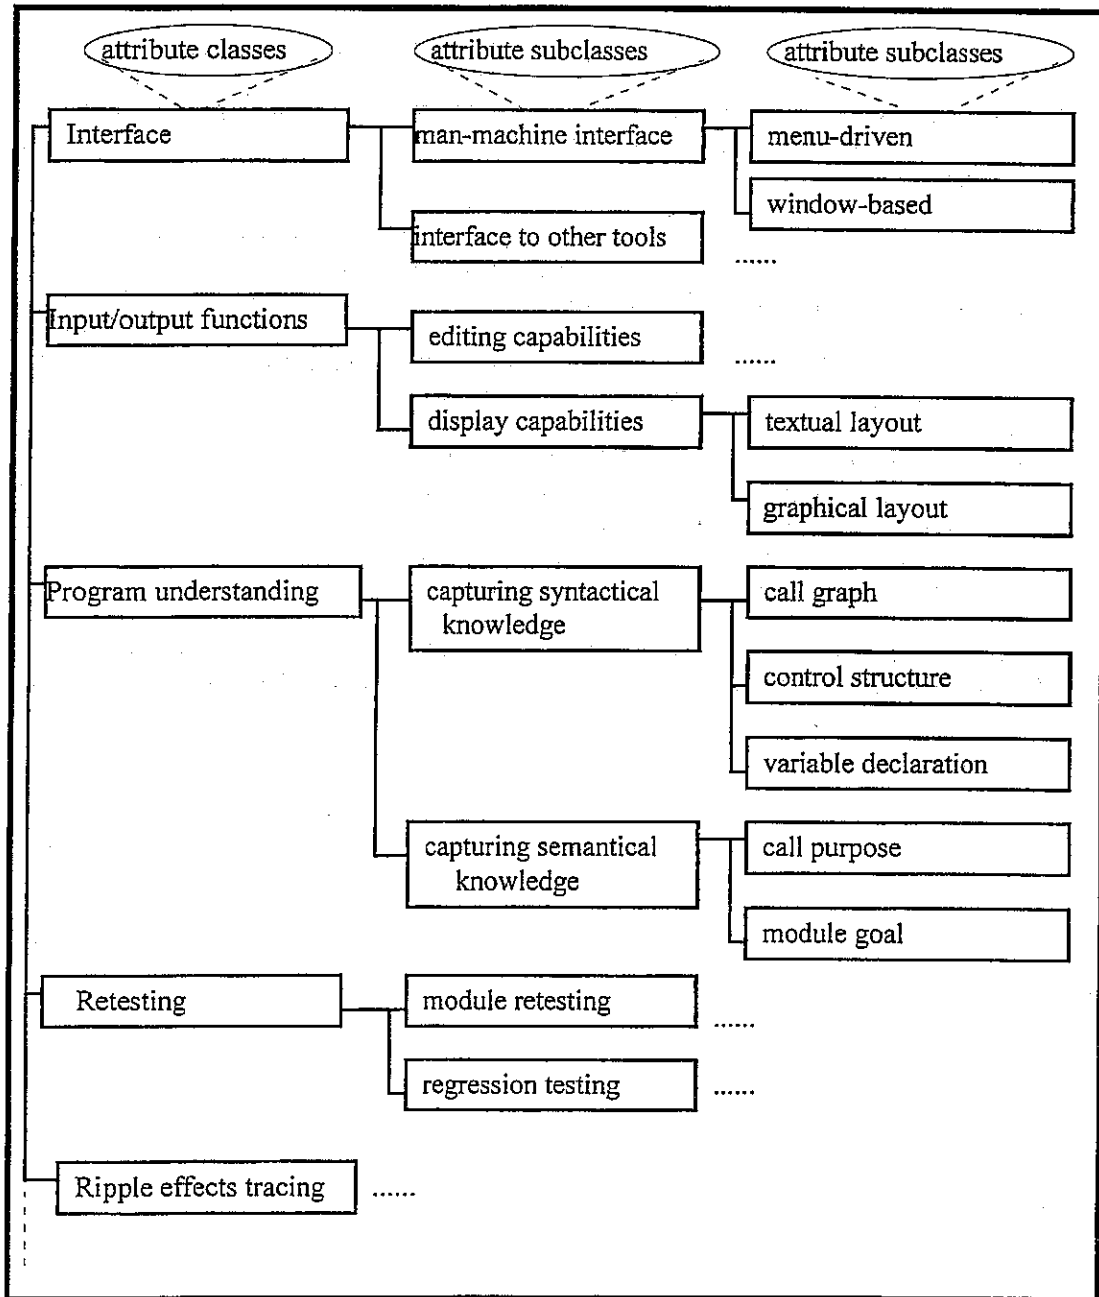 attribute classes
attribute subclasses
attribute subclasses
Interface
man-machine interface
menu-driven
window-based
interface to other tools
......
Input/output functions
editing capabilities
......
display capabilities
textual layout
graphical layout
Program understanding
capturing syntactical
knowledge
call graph
control structure
variable declaration
capturing semantical
knowledge
call purpose
module goal
Retesting
module retesting
......
regression testing
......
Ripple effects tracing
......